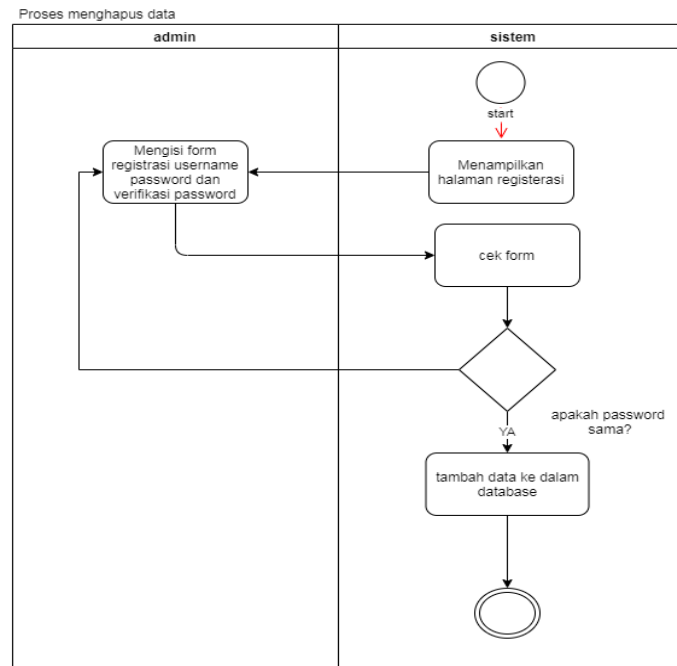 Proses menghapus data
admin
sistem
start
Mengisi form
registrasi username
password dan
verifikasi password
Menampilkan
halaman registerasi
cek form
apakah password
sama?
YA
tambah data ke dalam
database